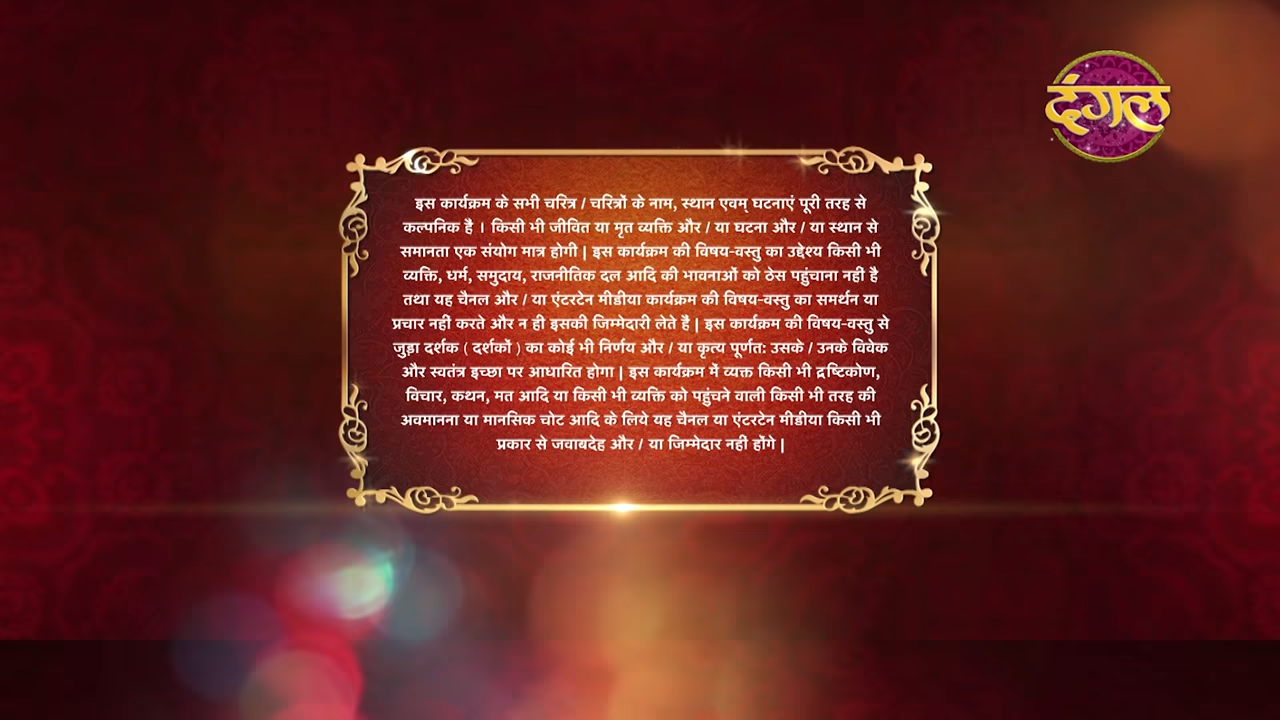 दंगल
इस कार्यक्रम के सभी चरित्र / चरित्रों के नाम, स्थान एवम् घटनाएं पूरी तरह से
कल्पनिक है । किसी भी जीवित या मृत व्यक्ति और / या घटना और / या स्थान से
समानता एक संयोग मात्र होगी | इस कार्यक्रम की विषय-वस्तु का उद्देश्य किसी भी
व्यक्ति, धर्म, समुदाय, राजनीतिक दल आदि की भावनाओं को ठेस पहुंचाना नही है
तथा यह चैनल और / या एंटरटेन मीडीया कार्यक्रम की विषय-वस्तु का समर्थन या
प्रचार नहीं करते और न ही इसकी जिम्मेदारी लेते हैं | इस कार्यक्रम की विषय-वस्तु से
जुड़ा दर्शक ( दर्शकों ) का कोई भी निर्णय और / या कृत्य पूर्णत: उसके / उनके विवेक
और स्वतंत्र इच्छा पर आधारित होगा | इस कार्यक्रम में व्यक्त किसी भी द्रष्टिकोण,
विचार, कथन, मत आदि या किसी भी व्यक्ति को पहुंचने वाली किसी भी तरह की
अवमानना या मानसिक चोट आदि के लिये यह चैनल या एंटरटेन मीडीया किसी भी
प्रकार से जवाबदेह और / या जिम्मेदार नहीं होंगे |